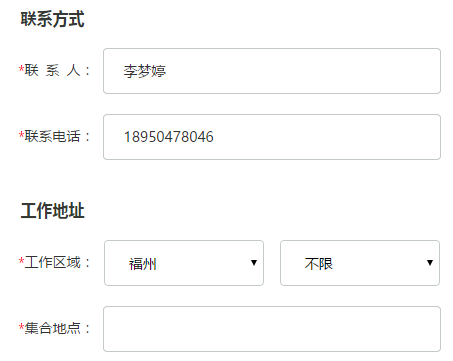 联系方式
*联 系 人： 李梦婷
*联系电话： 18950478046
工作地址
*工作区域： 福州 不限
*集合地点：